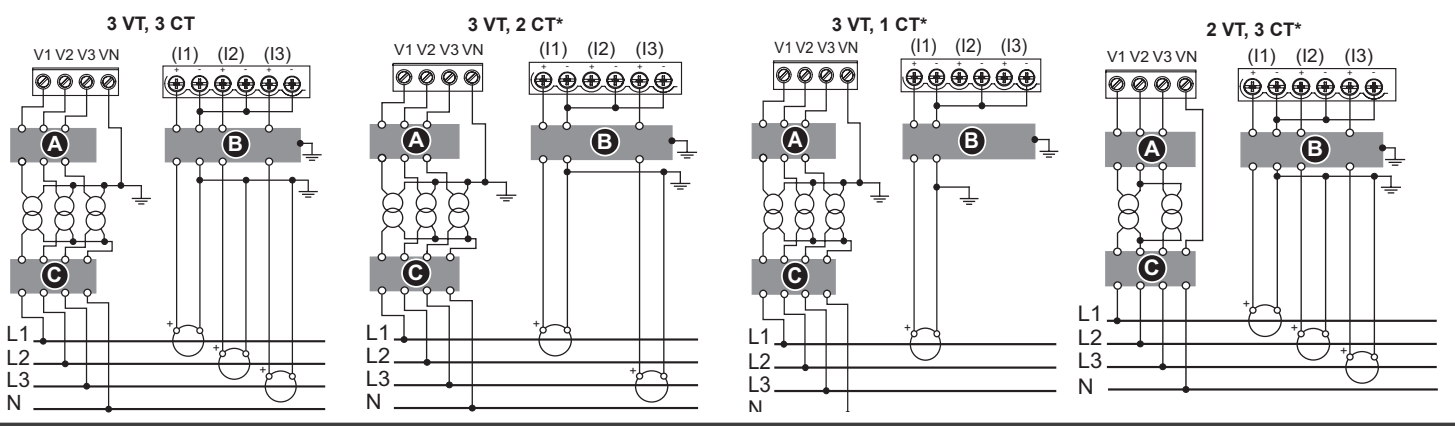 3 VT, 3 CT
V1 V2 V3 VN (I1) (I2) (I3)
+ - + - + -
A
B
C
+
+
+
L1
L2
L3
N
3 VT, 2 CT*
V1 V2 V3 VN (I1) (I2) (I3)
+ - + - + -
A
B
C
+
+
L1
L2
L3
N
3 VT, 1 CT*
V1 V2 V3 VN (I1) (I2) (I3)
+ - + - + -
A
B
C
+
L1
L2
L3
N
2 VT, 3 CT*
V1 V2 V3 VN (I1) (I2) (I3)
+ - + - + -
A
B
C
+
+
+
L1
L2
L3
N